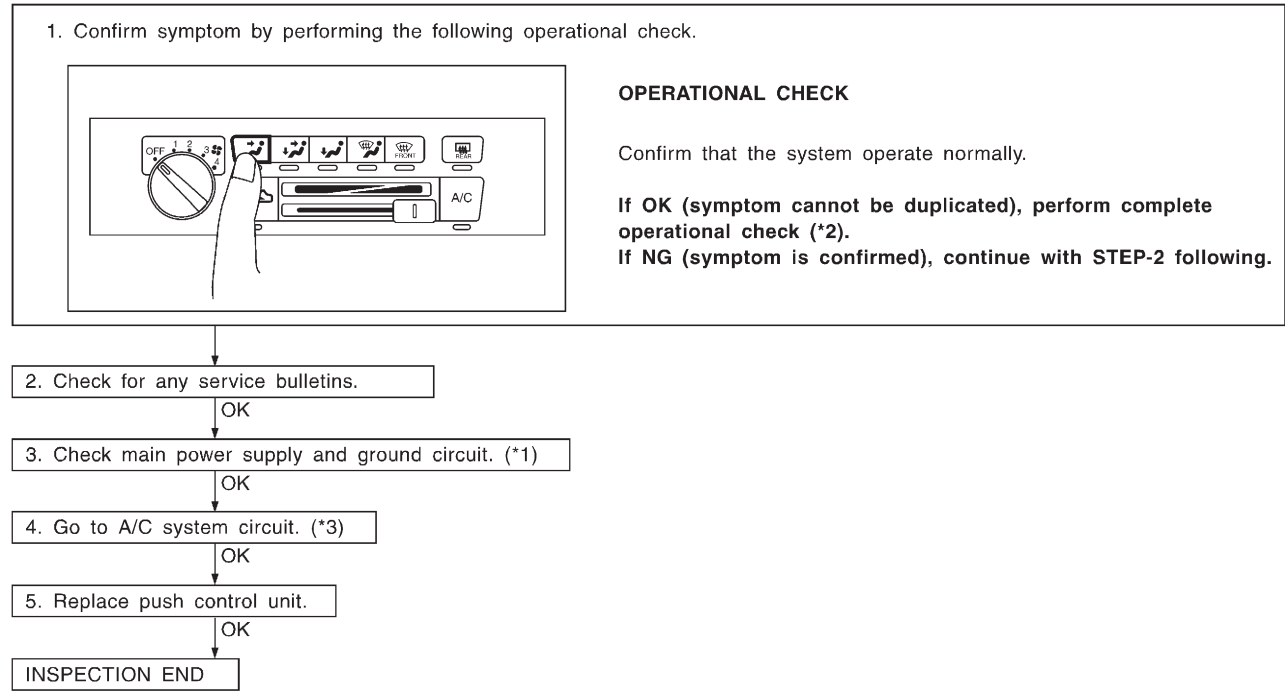 1. Confirm symptom by performing the following operational check.
OFF 1 2 3 4
FRONT
REAR
A/C
OPERATIONAL CHECK
Confirm that the system operate normally.
If OK (symptom cannot be duplicated), perform complete
operational check (*2).
If NG (symptom is confirmed), continue with STEP-2 following.
2. Check for any service bulletins.
OK
3. Check main power supply and ground circuit. (*1)
OK
4. Go to A/C system circuit. (*3)
OK
5. Replace push control unit.
OK
INSPECTION END